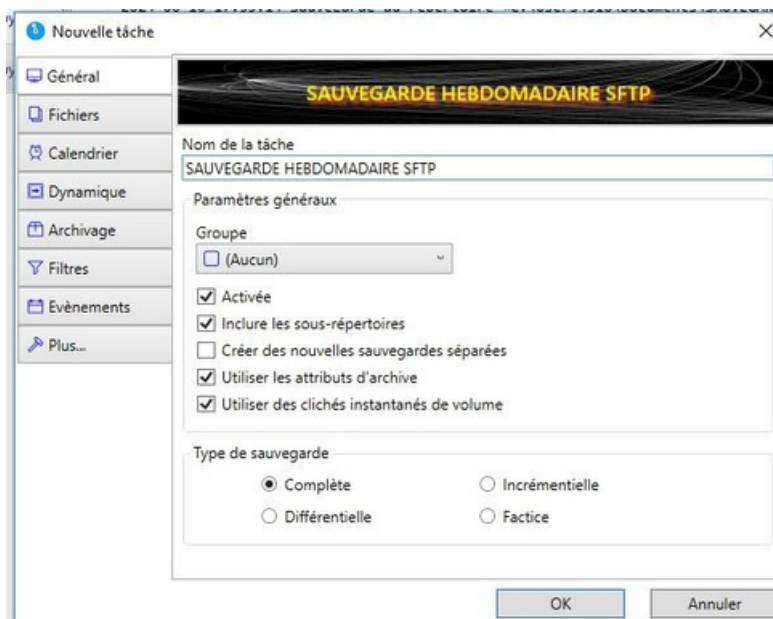 Nouvelle tâche
Général
Fichiers
Calendrier
Dynamique
Archivage
Filtres
Evènements
Plus...
SAUVEGARDE HEBDOMADAIRE SFTP
Nom de la tâche
SAUVEGARDE HEBDOMADAIRE SFTP
Paramètres généraux
Groupe
(Aucun)
Activée
Inclure les sous-répertoires
Créer des nouvelles sauvegardes séparées
Utiliser les attributs d'archive
Utiliser des clichés instantanés de volume
Type de sauvegarde
Complète
Incrémentielle
Différentielle
Factice
OK
Annuler